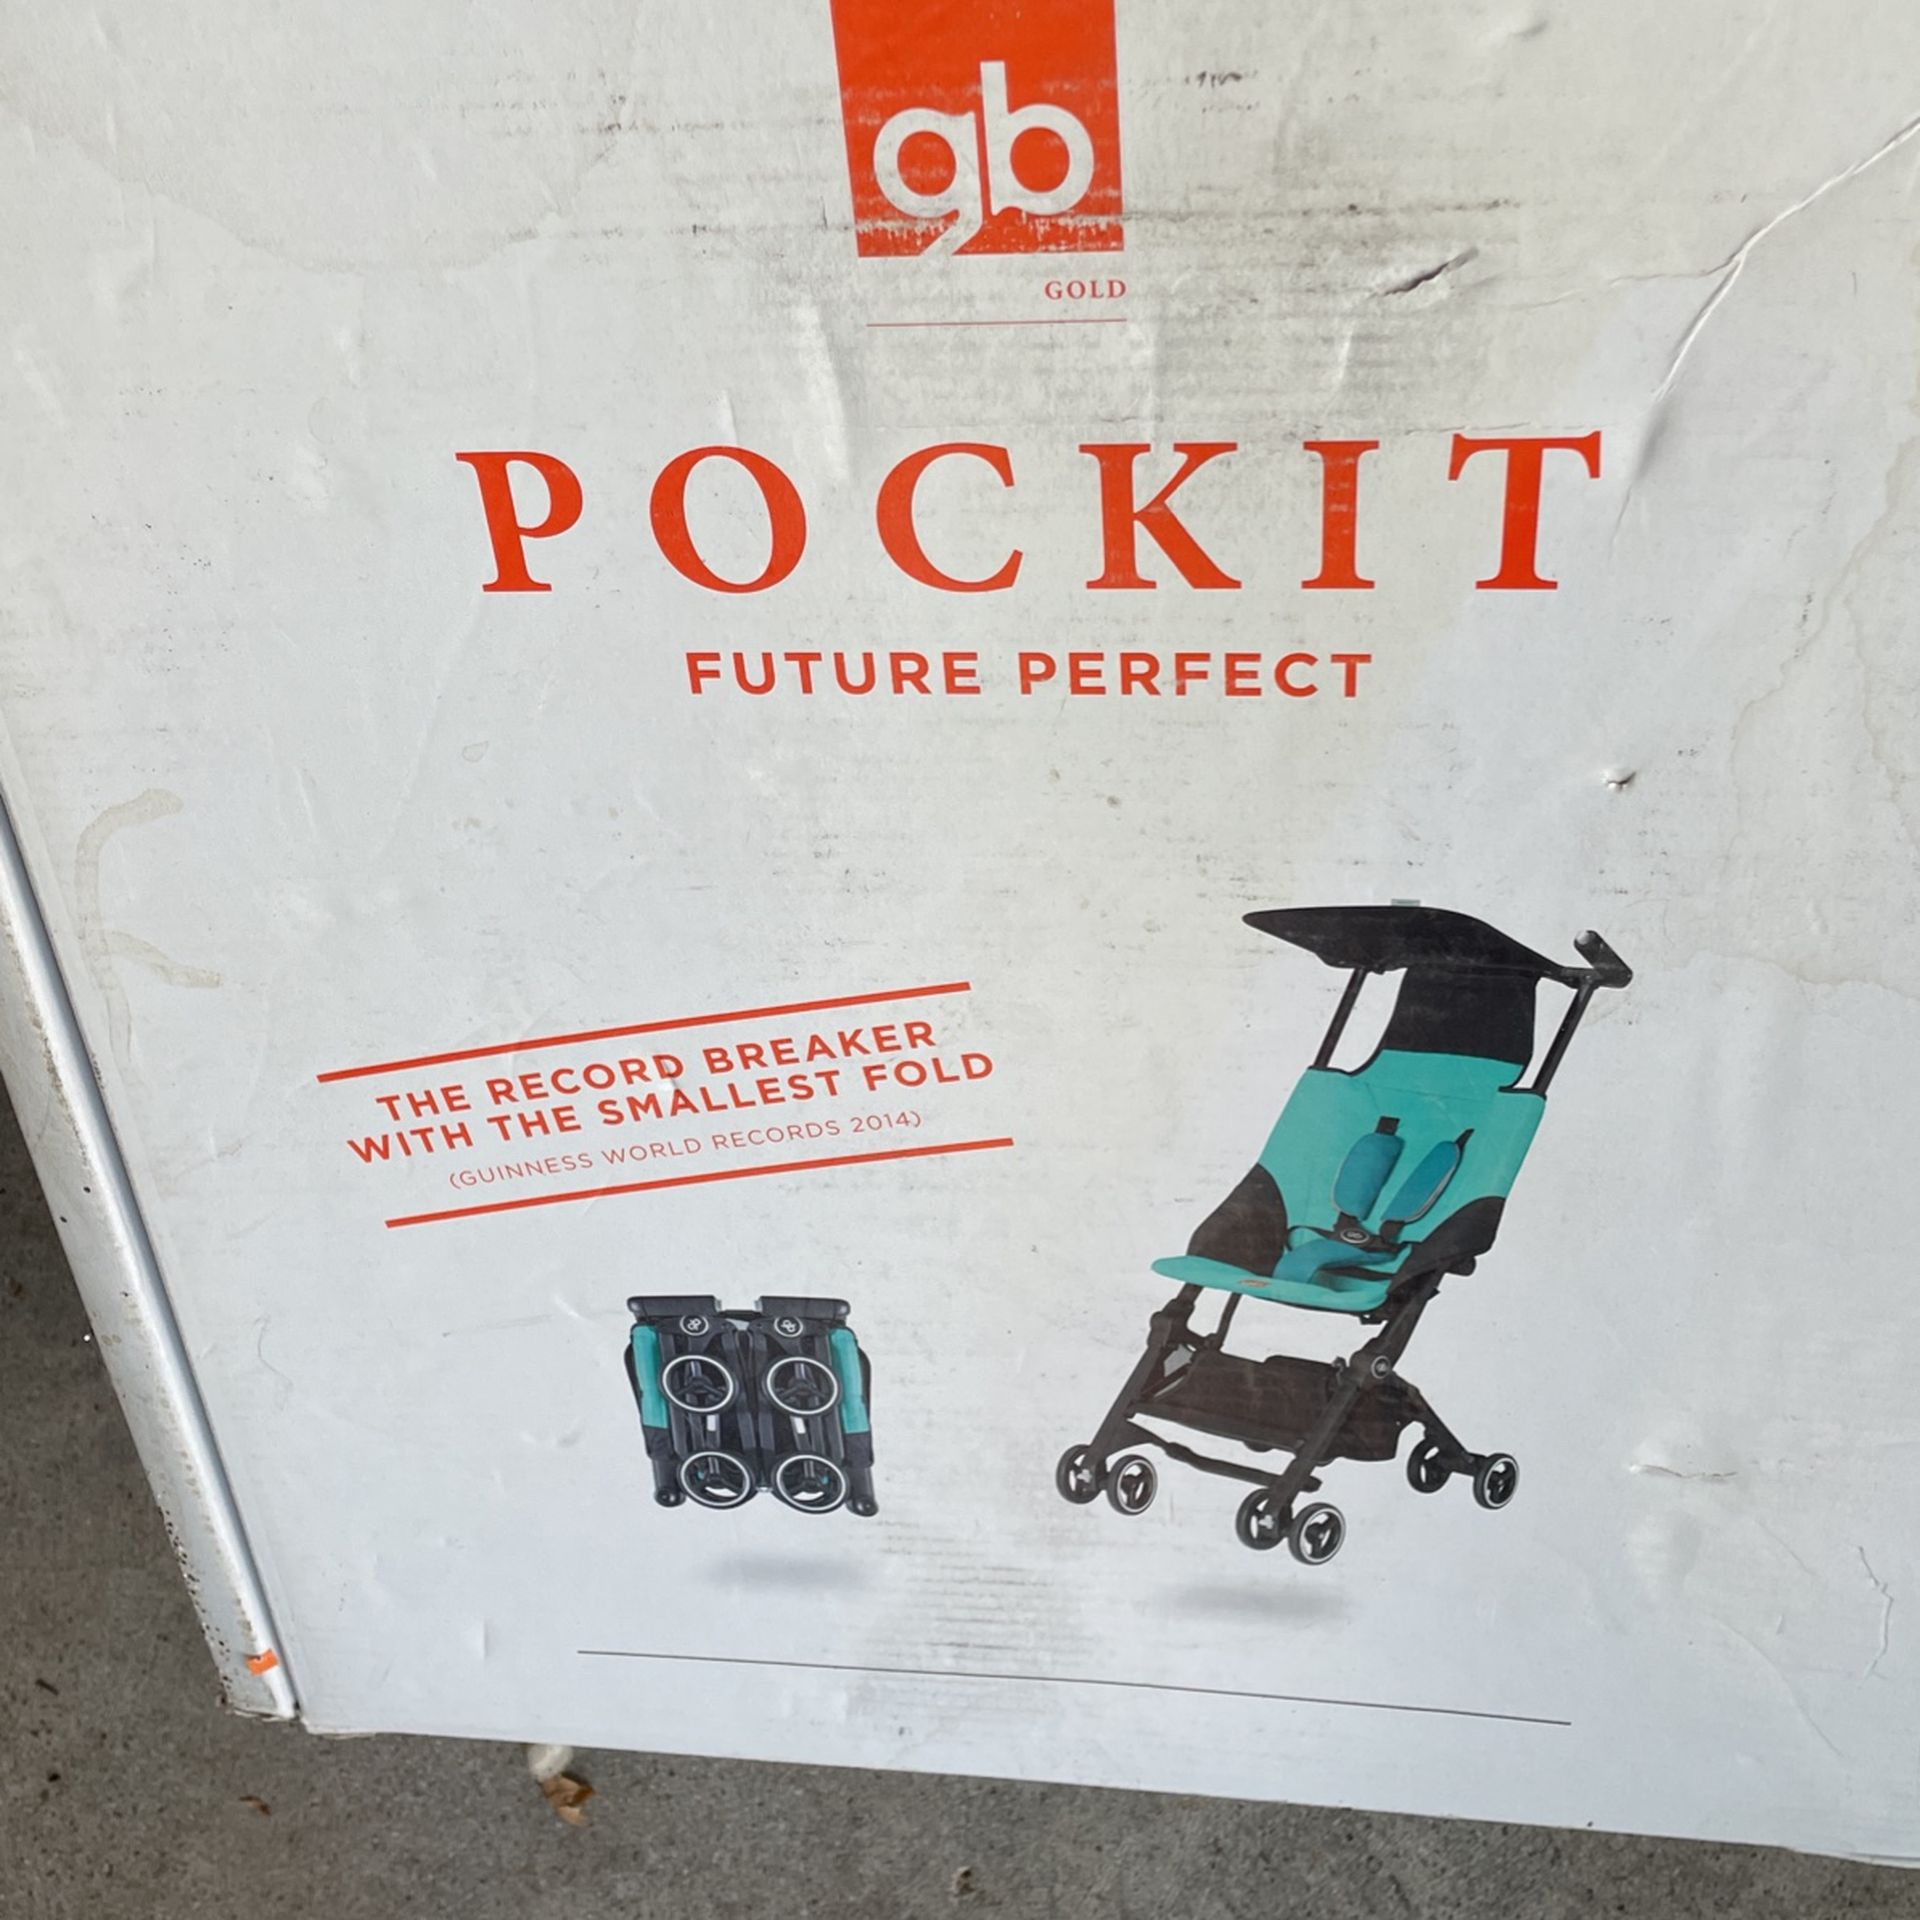 gb
GOLD
POCKIT
FUTURE PERFECT
THE RECORD BREAKER
WITH THE SMALLEST FOLD
(GUINNESS WORLD RECORDS 2014)